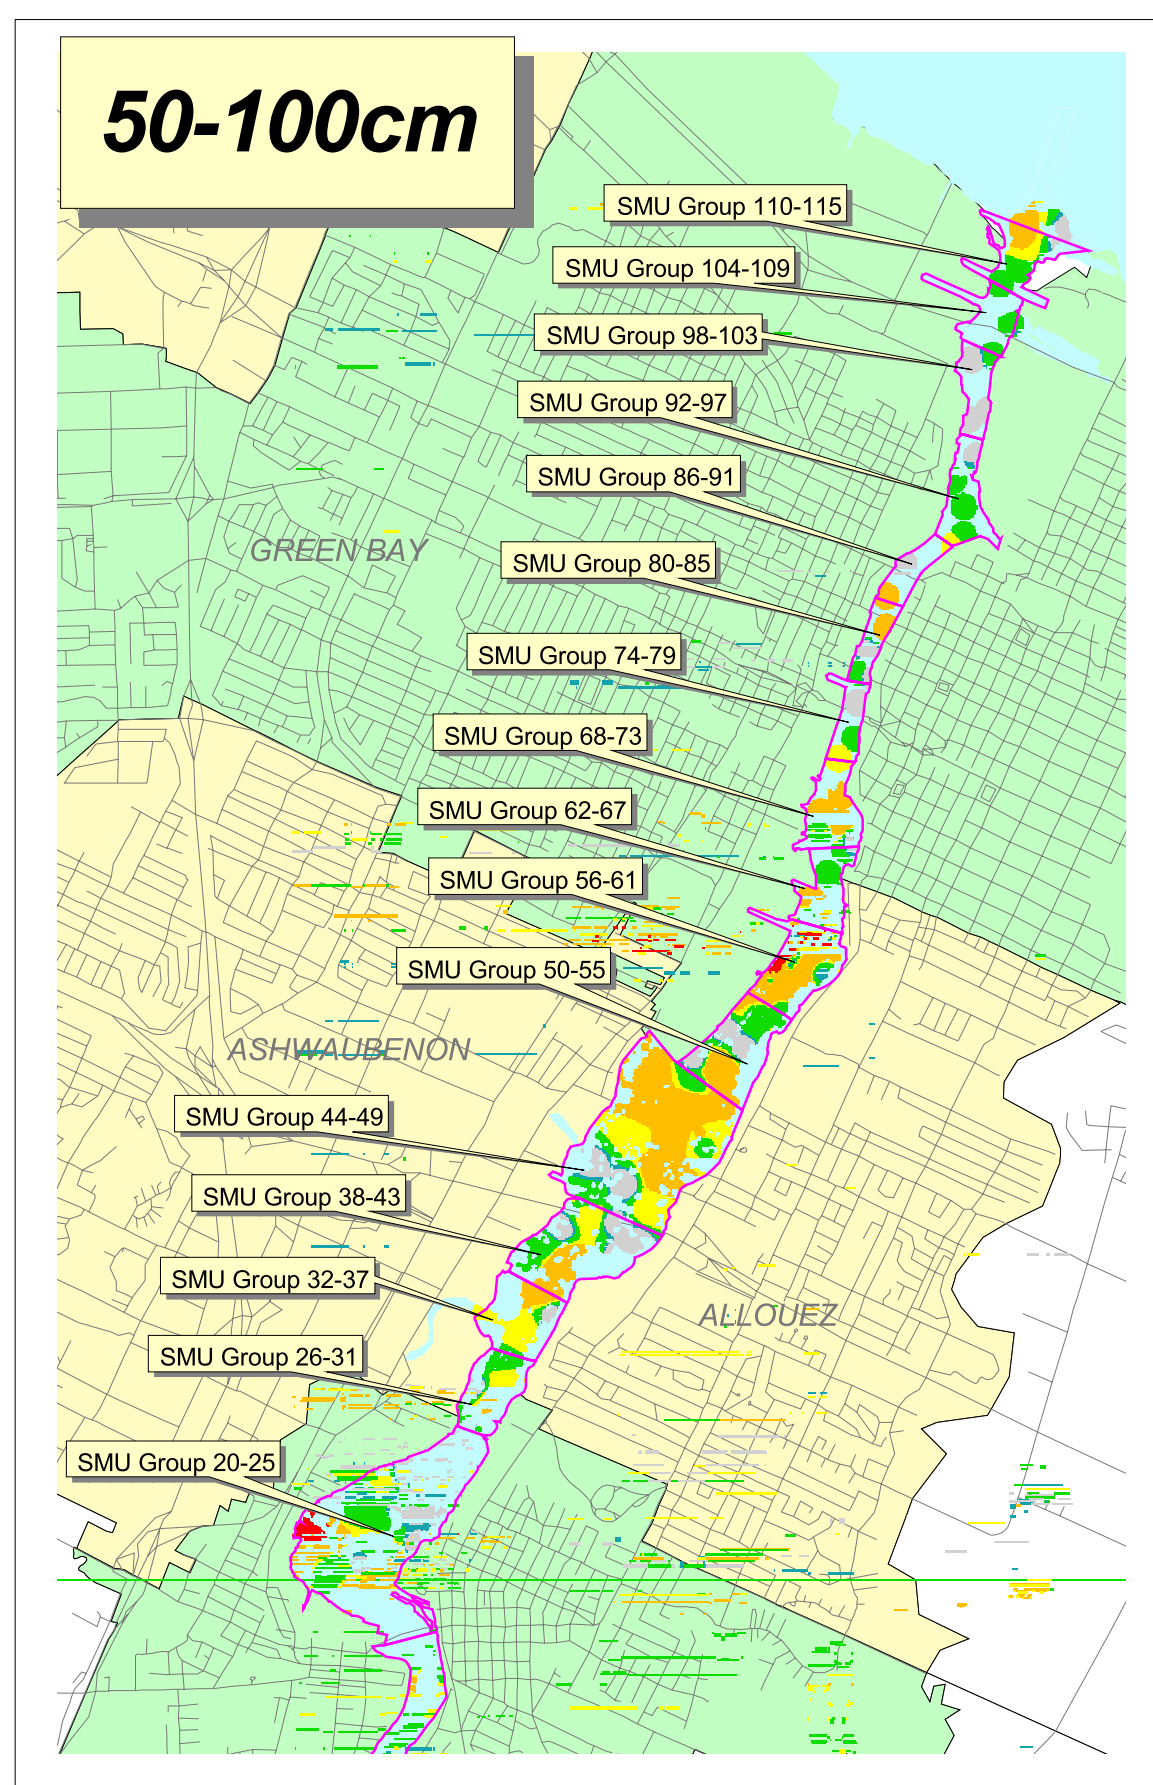 50-100cm
SMU Group 110-115
SMU Group 104-109
SMU Group 98-103
SMU Group 92-97
SMU Group 86-91
GREEN BAY
SMU Group 80-85
SMU Group 74-79
SMU Group 68-73
SMU Group 62-67
SMU Group 56-61
SMU Group 50-55
ASHWAUBENON
SMU Group 44-49
SMU Group 38-43
SMU Group 32-37
ALLOUEZ
SMU Group 26-31
SMU Group 20-25